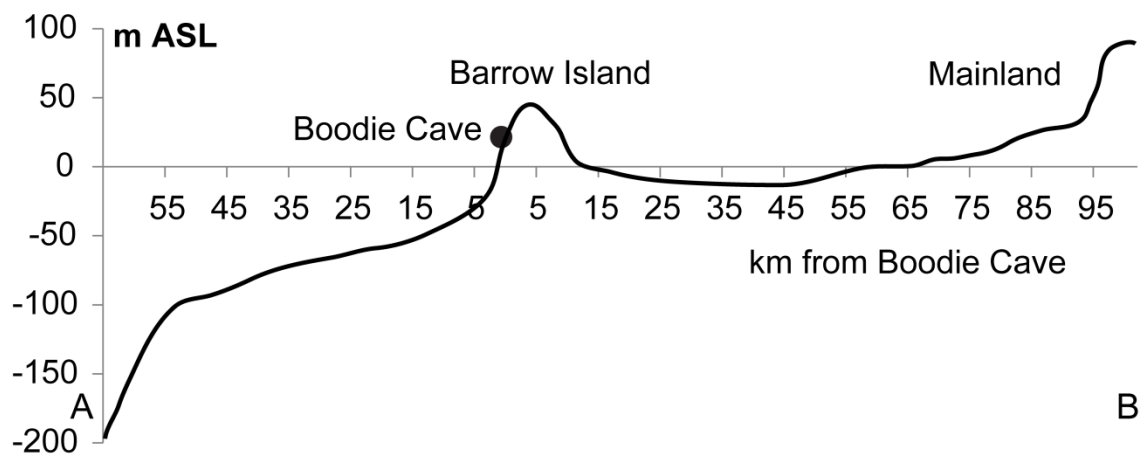 100
m ASL
Barrow Island
Mainland
50
Boodie Cave
0
55 45 35 25 15 5 5 15 25 35 45 55 65 75 85 95
-50
km from Boodie Cave
-100
-150
A
B
-200